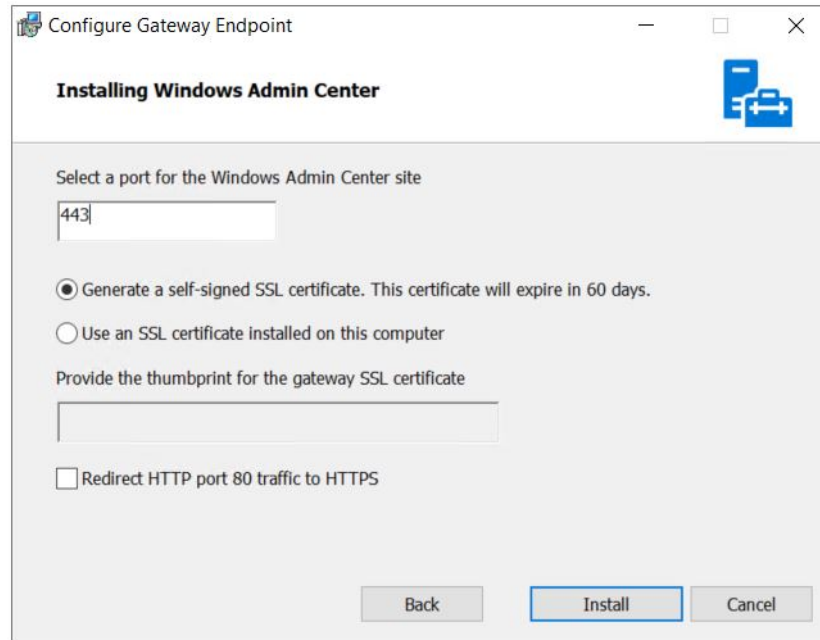 Configure Gateway Endpoint
Installing Windows Admin Center
Select a port for the Windows Admin Center site
443
Generate a self-signed SSL certificate. This certificate will expire in 60 days.
Use an SSL certificate installed on this computer
Provide the thumbprint for the gateway SSL certificate
Redirect HTTP port 80 traffic to HTTPS
Back Install Cancel